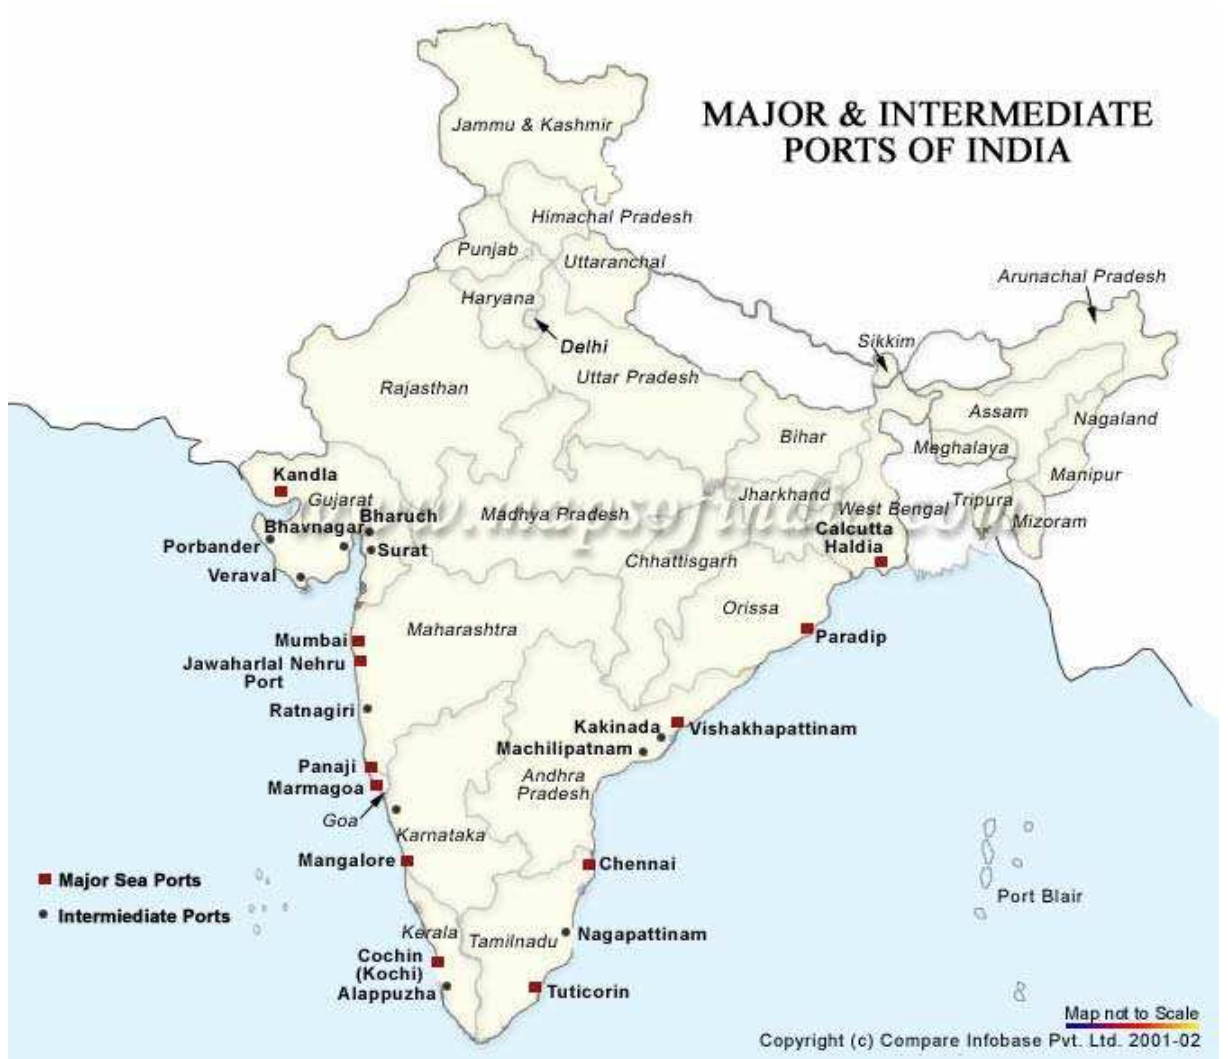 MAJOR & INTERMEDIATE
PORTS OF INDIA
Jammu & Kashmir
Himachal Pradesh
Punjab
Uttaranchal
Haryana
Arunachal Pradesh
Delhi
Sikkim
Uttar Pradesh
Rajasthan
Assam
Nagaland
Bihar
Meghalaya
Manipur
Kandla
Gujarat
Jharkhand
Tripura
www.mapsofindia.com
Madhya Pradesh
West Bengal
Mizoram
Bharuch
Bhavnagar
Calcutta
Haldia
Porbander
Surat
Chhattisgarh
Veraval
Orissa
Maharashtra
Mumbai
Paradip
Jawaharlal Nehru
Port
Ratnagiri
Kakinada
Vishakhapattinam
Machilipatnam
Panaji
Andhra
Pradesh
Marmagoa
Goa
Karnataka
Mangalore
Chennai
Major Sea Ports
Port Blair
Intermiediate Ports
Kerala
Tamilnadu
Nagapattinam
Cochin
(Kochi)
Alappuzha
Tuticorin
Map not to Scale
Copyright (c) Compare Infobase Pvt. Ltd. 2001-02